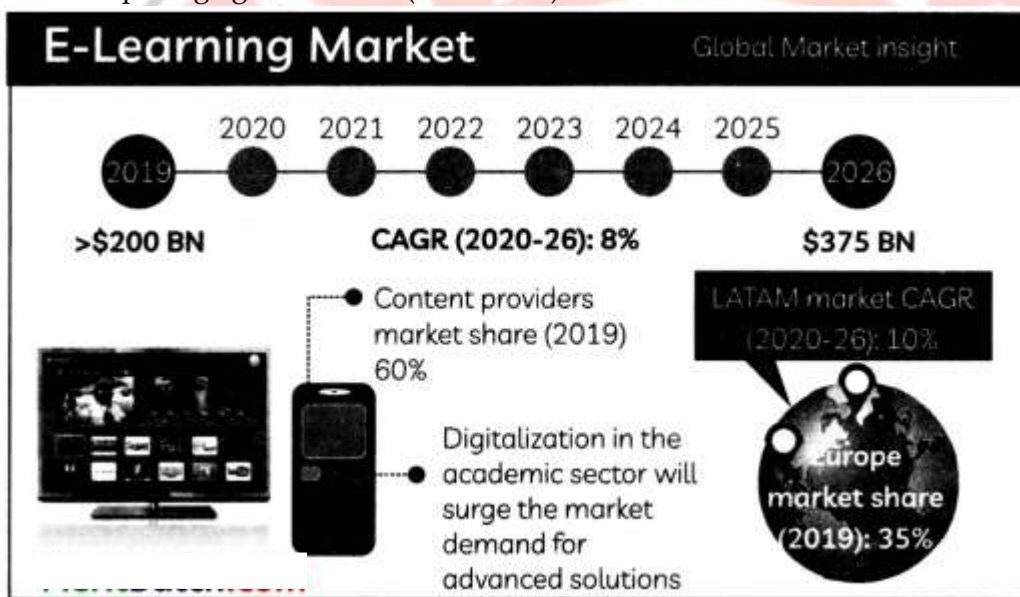 E-Learning Market
Global Market insight
2019
2020
2021
2022
2023
2024
2025
2026
>$200 BN
CAGR (2020-26): 8%
$375 BN
Content providers
market share (2019)
60%
LATAM market CAGR
(2020-26): 10%
Digitalization in the
academic sector will
surge the market
demand for
advanced solutions
Europe
market share
(2019): 35%